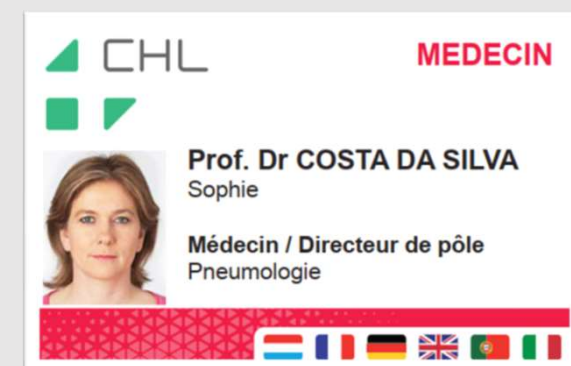 CHL
MEDECIN
Prof. Dr COSTA DA SILVA
Sophie
Médecin / Directeur de pôle
Pneumologie